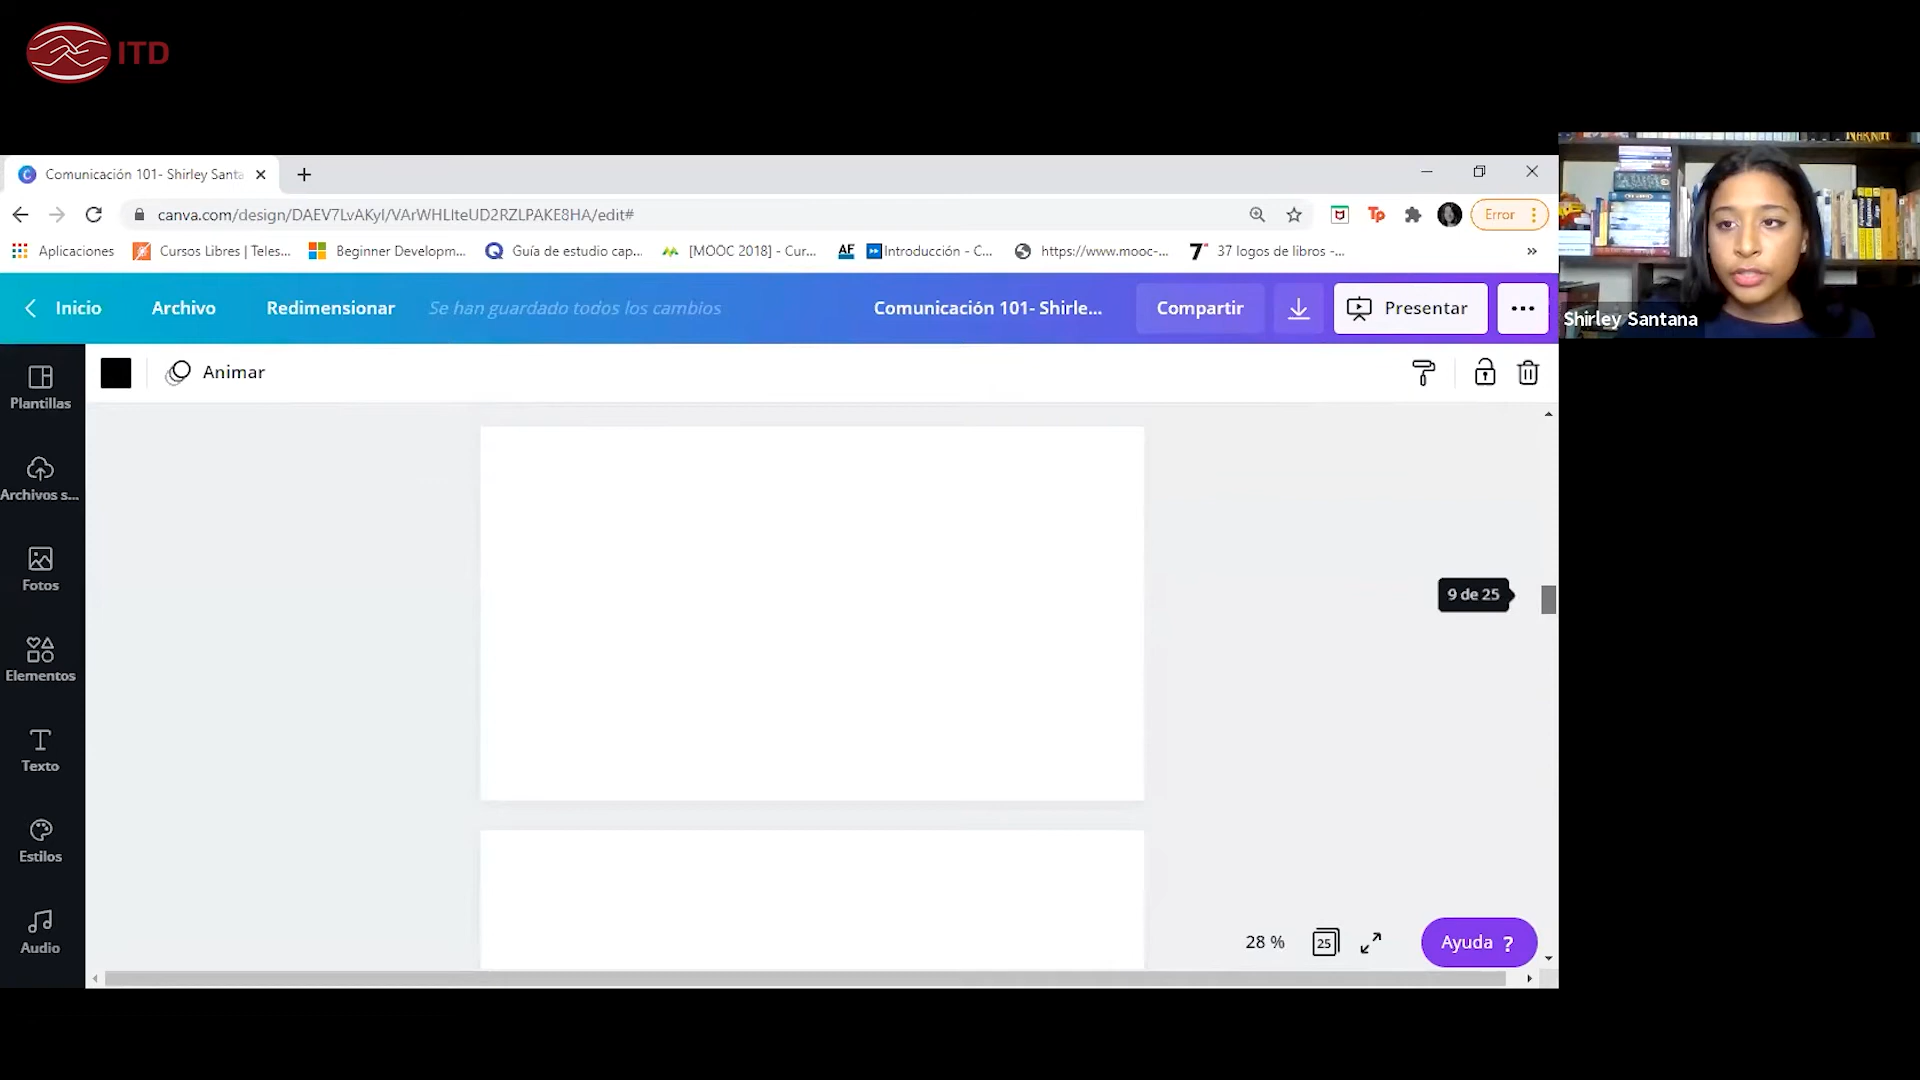 ITD
NARNIA
Comunicación 101- Shirley Santa
canva.com/design/DAEV7LvAKyI/VArWHLIteUD2RZLPAKE8HA/edit#
Error
Aplicaciones
Cursos Libres | Teles...
Beginner Developm...
Guía de estudio cap...
[MOOC 2018] - Cur...
AF
Introducción - C...
https://www.mooc-...
7"
37 logos de libros -...
»
Inicio
Archivo
Redimensionar
Se han guardado todos los cambios
Comunicación 101- Shirle...
Compartir
Presentar
Shirley Santana
Animar
Plantillas
Archivos s...
Fotos
Elementos
Texto
Estilos
Audio
9 de 25
28 %
25
Ayuda ?